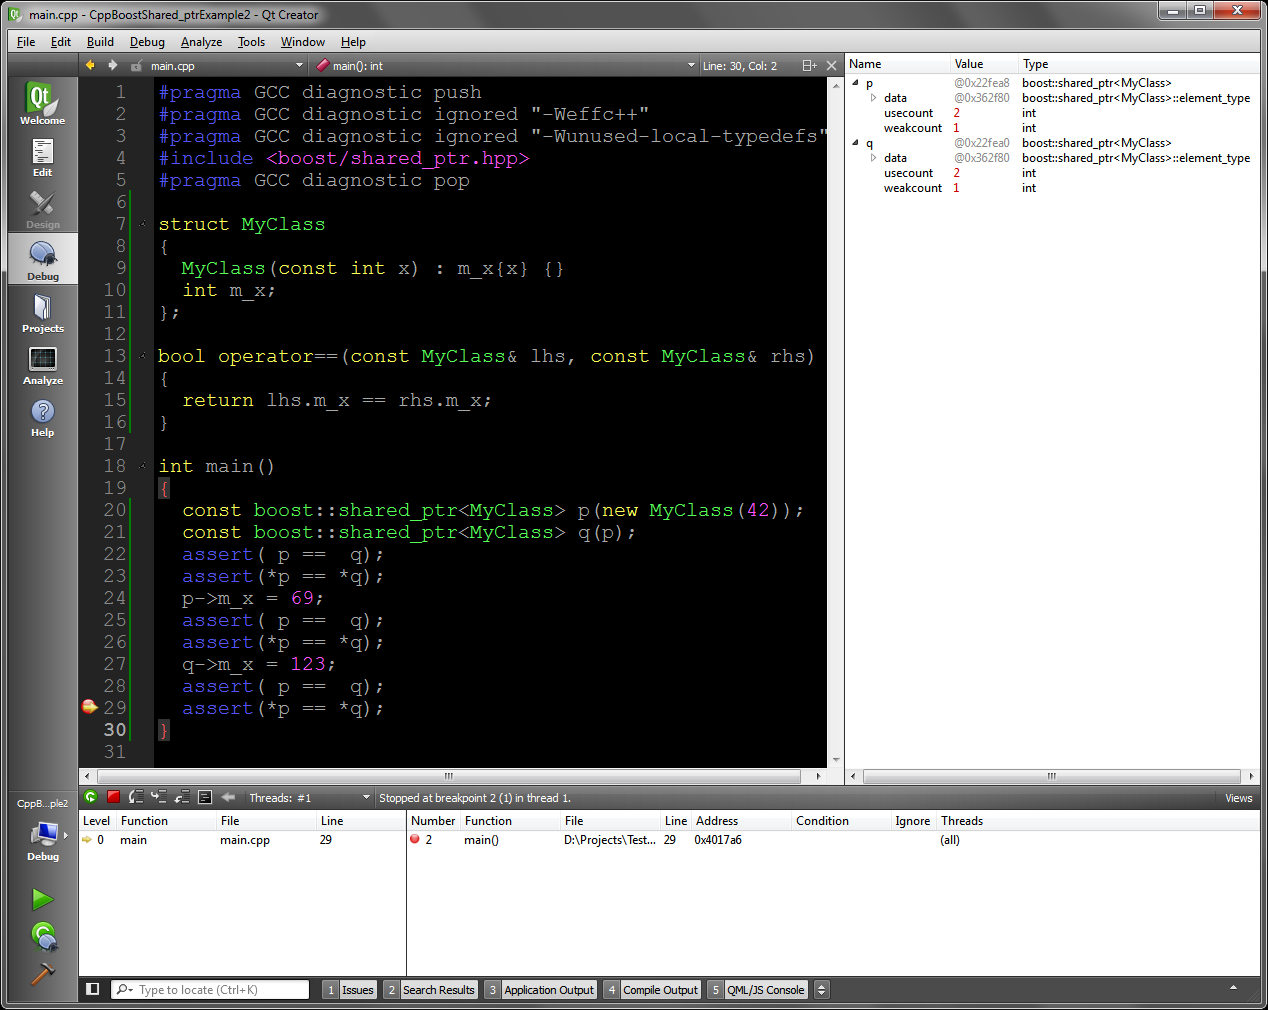 main.cpp - CppBoostShared_ptrExample2 - Qt Creator
File Edit Build Debug Analyze Tools Window Help
main.cpp main(): int Line: 30, Col: 2
Qt
Welcome
Edit
Design
Debug
Projects
Analyze
Help
1 #pragma GCC diagnostic push
2 #pragma GCC diagnostic ignored "-Weffc++"
3 #pragma GCC diagnostic ignored "-Wunused-local-typedefs"
4 #include <boost/shared_ptr.hpp>
5 #pragma GCC diagnostic pop
6
7 struct MyClass
8 {
9 MyClass(const int x) : m_x{x} {}
10 int m_x;
11 };
12
13 bool operator==(const MyClass& lhs, const MyClass& rhs)
14 {
15 return lhs.m_x == rhs.m_x;
16 }
17
18 int main()
19 {
20 const boost::shared_ptr<MyClass> p(new MyClass(42));
21 const boost::shared_ptr<MyClass> q(p);
22 assert( p ==  q);
23 assert(*p == *q);
24 p->m_x = 69;
25 assert( p ==  q);
26 assert(*p == *q);
27 q->m_x = 123;
28 assert( p ==  q);
29 assert(*p == *q);
30 }
31
Name Value Type
p @0x22fea8 boost::shared_ptr<MyClass>
data @0x362f80 boost::shared_ptr<MyClass>::element_type
usecount 2 int
weakcount 1 int
q @0x22fea0 boost::shared_ptr<MyClass>
data @0x362f80 boost::shared_ptr<MyClass>::element_type
usecount 2 int
weakcount 1 int
CppB...ple2
Debug
Threads: #1 Stopped at breakpoint 2 (1) in thread 1. Views
Level Function File Line
0 main main.cpp 29
Number Function File Line Address Condition Ignore Threads
2 main() D:\Projects\Test... 29 0x4017a6 (all)
Type to locate (Ctrl+K) 1 Issues 2 Search Results 3 Application Output 4 Compile Output 5 QML/JS Console